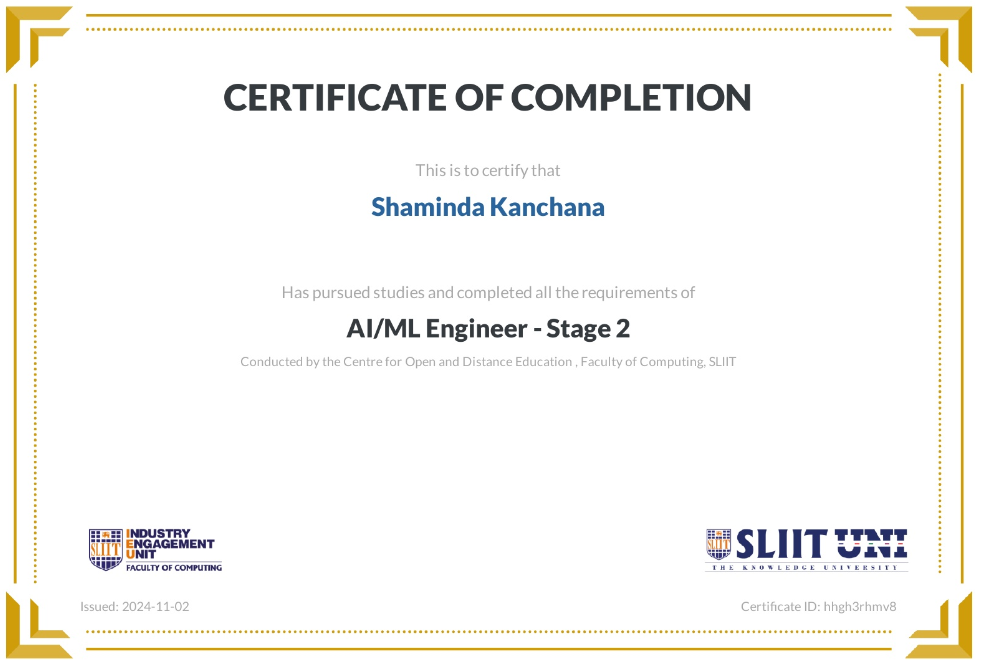 CERTIFICATE OF COMPLETION
This is to certify that
Shaminda Kanchana
Has pursued studies and completed all the requirements of
AI/ML Engineer - Stage 2
Conducted by the Centre for Open and Distance Education , Faculty of Computing, SLIIT
SLIIT
INDUSTRY
ENGAGEMENT
UNIT
FACULTY OF COMPUTING
SLIIT UNI
THE KNOWLEDGE UNIVERSITY
Issued: 2024-11-02
Certificate ID: hhgh3rhmv8